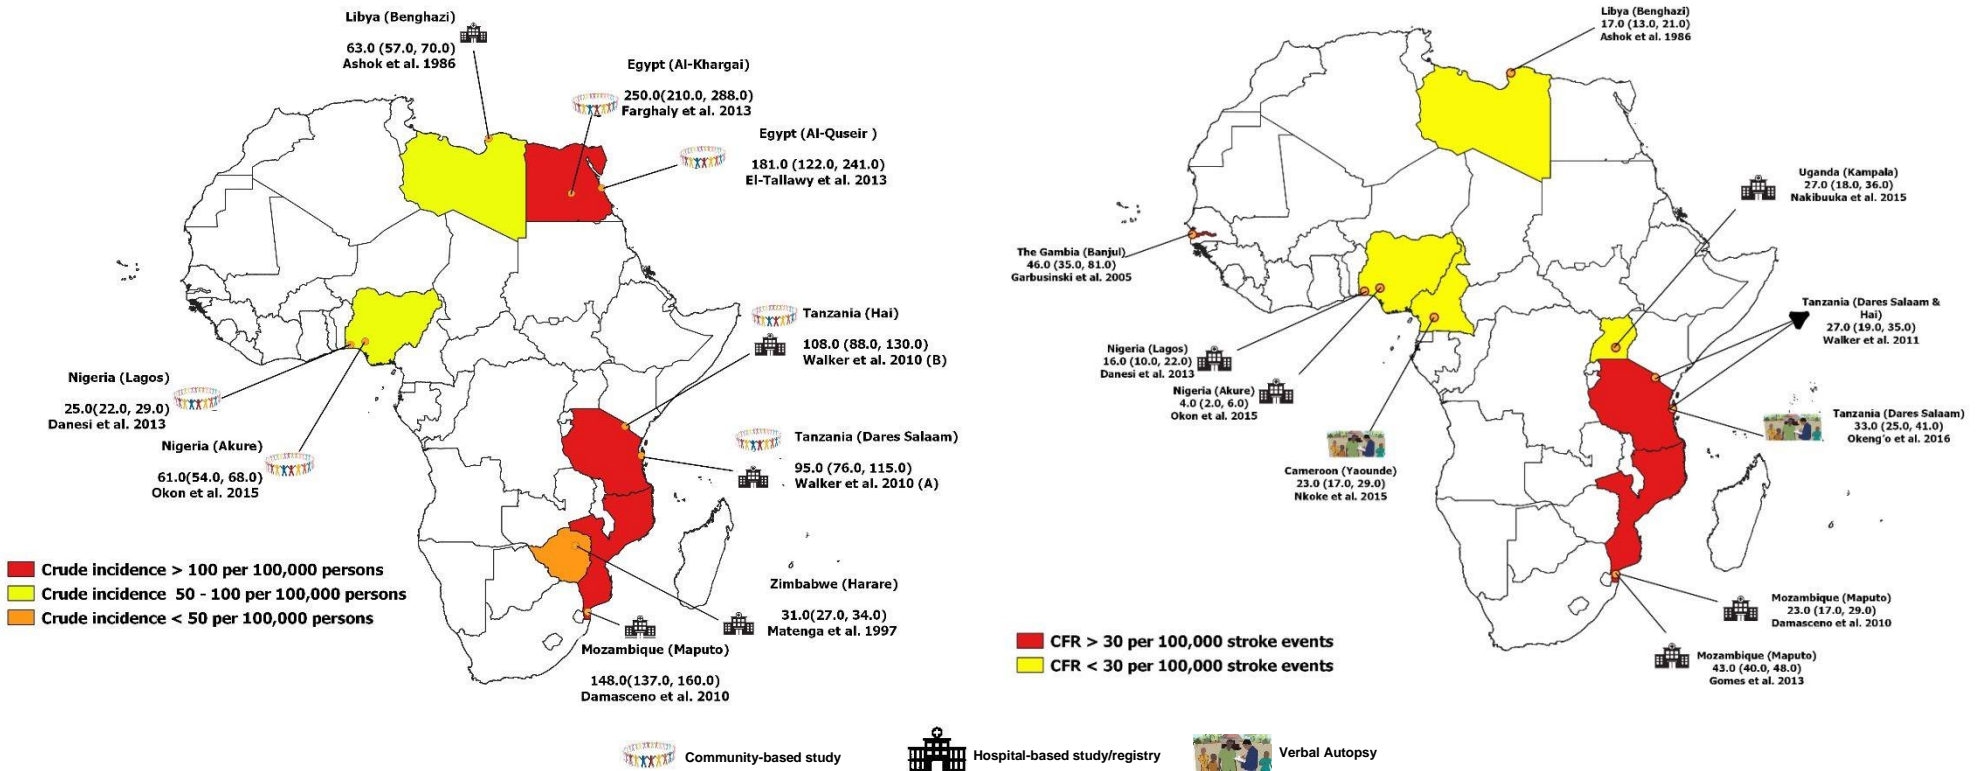 Libya (Benghazi)
63.0 (57.0, 70.0)
Ashok et al. 1986
Egypt (Al-Khargai)
250.0(210.0, 288.0)
Farghaly et al. 2013
Egypt (Al-Quseir )
181.0 (122.0, 241.0)
El-Tallawy et al. 2013
Tanzania (Hai)
108.0 (88.0, 130.0)
Walker et al. 2010 (B)
Nigeria (Lagos)
25.0(22.0, 29.0)
Danesi et al. 2013
Nigeria (Akure)
61.0(54.0, 68.0)
Okon et al. 2015
Tanzania (Dares Salaam)
95.0 (76.0, 115.0)
Walker et al. 2010 (A)
Zimbabwe (Harare)
31.0(27.0, 34.0)
Matenga et al. 1997
Mozambique (Maputo)
148.0(137.0, 160.0)
Damasceno et al. 2010
Crude incidence > 100 per 100,000 persons
Crude incidence 50 - 100 per 100,000 persons
Crude incidence < 50 per 100,000 persons
Libya (Benghazi)
17.0 (13.0, 21.0)
Ashok et al. 1986
Uganda (Kampala)
27.0 (18.0, 36.0)
Nakibuuka et al. 2015
The Gambia (Banjul)
46.0 (35.0, 81.0)
Garbusinski et al. 2005
Tanzania (Dares Salaam &
Hai)
27.0 (19.0, 35.0)
Walker et al. 2011
Nigeria (Lagos)
16.0 (10.0, 22.0)
Danesi et al. 2013
Nigeria (Akure)
4.0 (2.0, 6.0)
Okon et al. 2015
Tanzania (Dares Salaam)
33.0 (25.0, 41.0)
Okeng'o et al. 2016
Cameroon (Yaounde)
23.0 (17.0, 29.0)
Nkoke et al. 2015
Mozambique (Maputo)
23.0 (17.0, 29.0)
Damasceno et al. 2010
Mozambique (Maputo)
43.0 (40.0, 48.0)
Gomes et al. 2013
CFR > 30 per 100,000 stroke events
CFR < 30 per 100,000 stroke events
Community-based study
Hospital-based study/registry
Verbal Autopsy